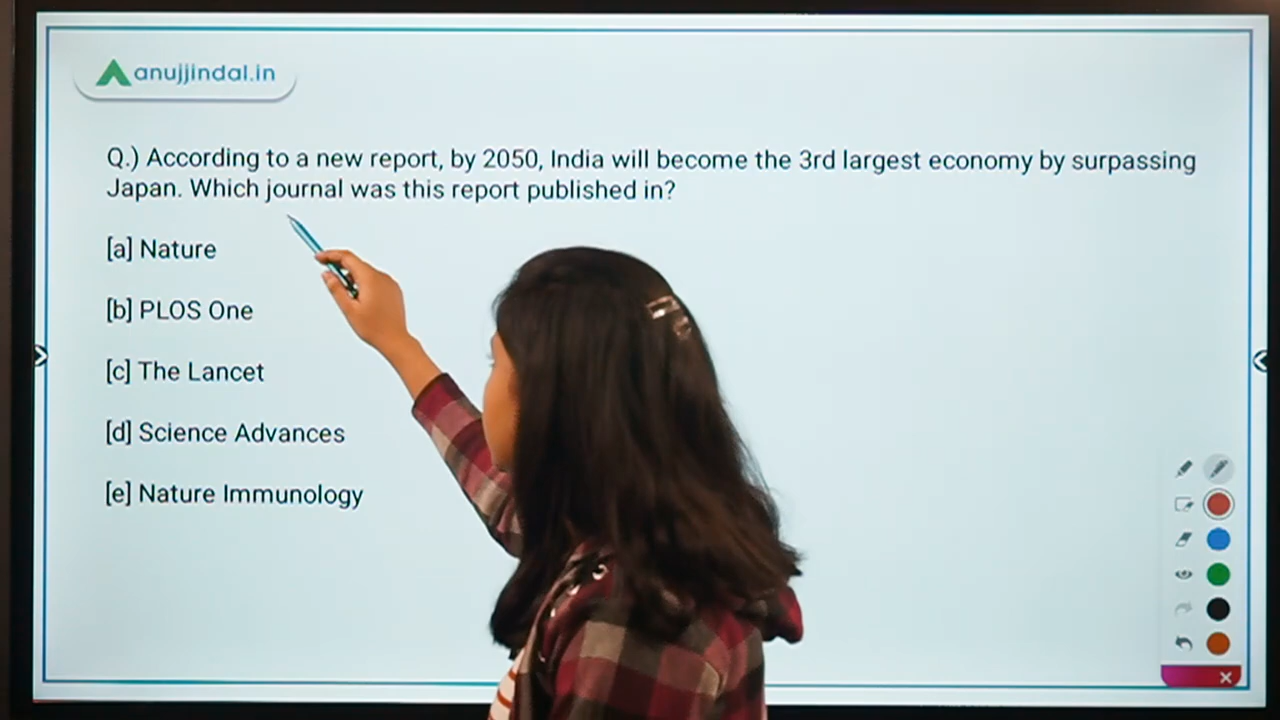 anujjindal.in
Q.) According to a new report, by 2050, India will become the 3rd largest economy by surpassing
Japan. Which journal was this report published in?
[a] Nature
[b] PLOS One
[c] The Lancet
[d] Science Advances
[e] Nature Immunology